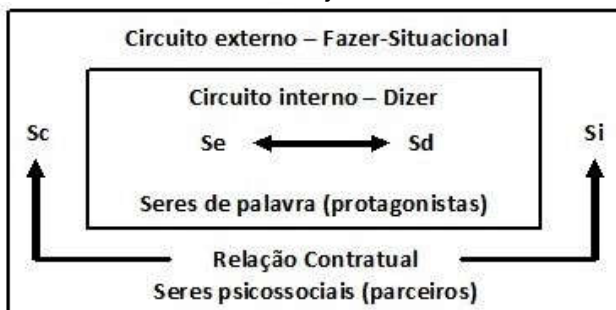 Circuito externo – Fazer-Situacional
Circuito interno – Dizer
Sc Se Sd Si
Seres de palavra (protagonistas)
Relação Contratual
Seres psicossociais (parceiros)